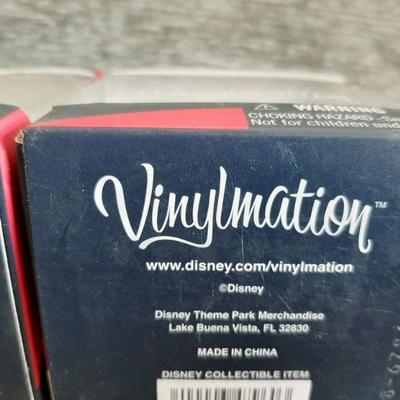 ⚠ WARNING
CHOKING HAZARD-Sm
Not for children und
Vinylmation™
www.disney.com/vinylmation
©Disney
Disney Theme Park Merchandise
Lake Buena Vista, FL 32830
MADE IN CHINA
DISNEY COLLECTIBLE ITEM